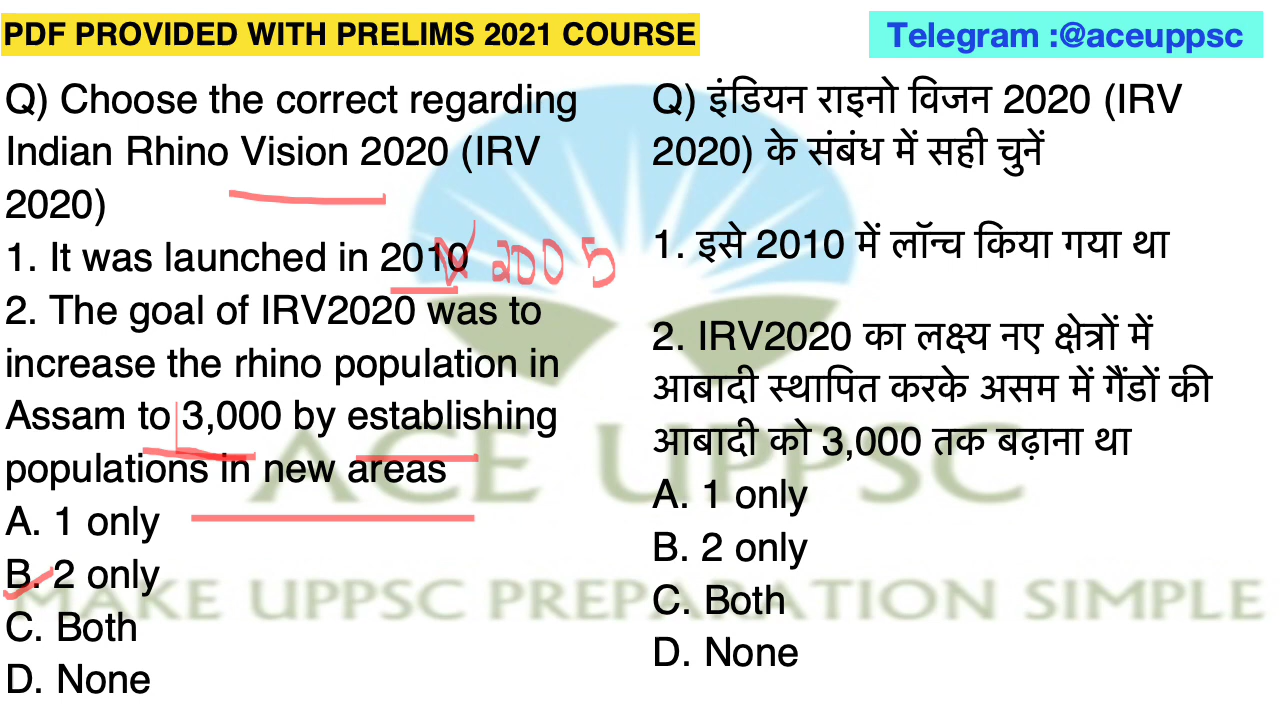 PDF PROVIDED WITH PRELIMS 2021 COURSE
Telegram :@aceuppsc
Q) Choose the correct regarding
Indian Rhino Vision 2020 (IRV
2020)
1. It was launched in 2010
2005
2. The goal of IRV2020 was to
increase the rhino population in
Assam to 3,000 by establishing
populations in new areas
A. 1 only
B. 2 only
C. Both
D. None
Q) इंडियन राइनो विजन 2020 (IRV
2020) के संबंध में सही चुनें
1. इसे 2010 में लॉन्च किया गया था
2. IRV2020 का लक्ष्य नए क्षेत्रों में
आबादी स्थापित करके असम में गैंडों की
आबादी को 3,000 तक बढ़ाना था
A. 1 only
B. 2 only
C. Both
D. None
ACE UPPSC
MAKE UPPSC PREPARATION SIMPLE